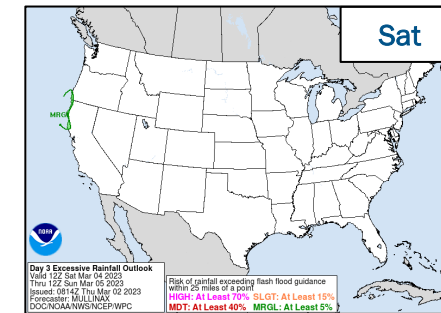 Sat
MRGL
NOAA
Day 3 Excessive Rainfall Outlook
Valid 12Z Sat Mar 04 2023
Thru 12Z Sun Mar 05 2023
Issued: 0814Z Thu Mar 02 2023
Forecaster: MULLINAX
DOC/NOAA/NWS/NCEP/WPC
Risk of rainfall exceeding flash flood guidance
within 25 miles of a point
HIGH: At Least 70% SLGT: At Least 15%
MDT: At Least 40% MRGL: At Least 5%